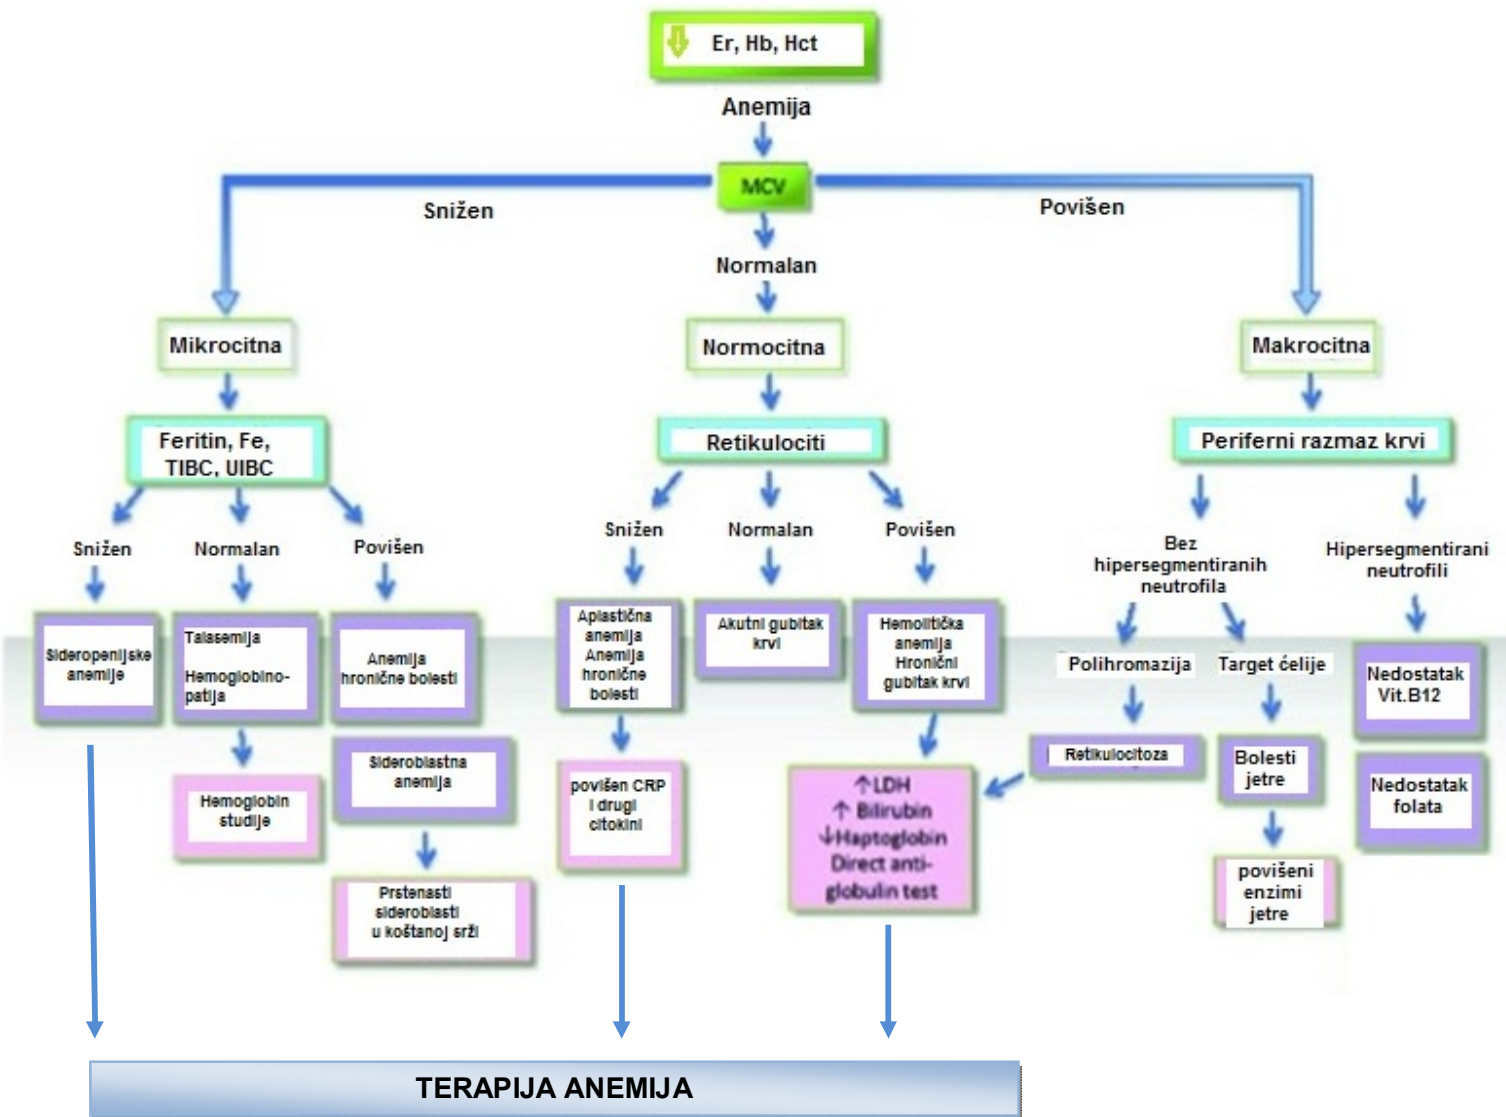 Er, Hb, Hct
Anemija
MCV
Snižen
Povišen
Normalan
Mikrocitna
Normocitna
Makrocitna
Feritin, Fe,
TIBC, UIBC
Retikulociti
Periferni razmaz krvi
Snižen
Normalan
Povišen
Snižen
Normalan
Povišen
Bez
hipersegmentiranih
neutrofila
Hipersegmentirani
neutrofili
Sideropenijske
anemije
Talasemija
Hemoglobino-
patija
Anemija
hronične bolesti
Aplastična
anemija
Anemija
hronične
bolesti
Akutni gubitak
krvi
Hemolitička
anemija
Hronični
gubitak krvi
Polihromazija
Target ćelije
Nedostatak
Vit.B12
Hemoglobin
studije
Sideroblastna
anemija
povišen CRP
i drugi
citokini
↑LDH
↑ Bilirubin
↓Haptoglobin
Direct anti-
globulin test
Retikulocitoza
Bolesti
jetre
Nedostatak
folata
Prstenasti
sideroblasti
u koštanoj srži
povišeni
enzimi
jetre
TERAPIJA ANEMIJA